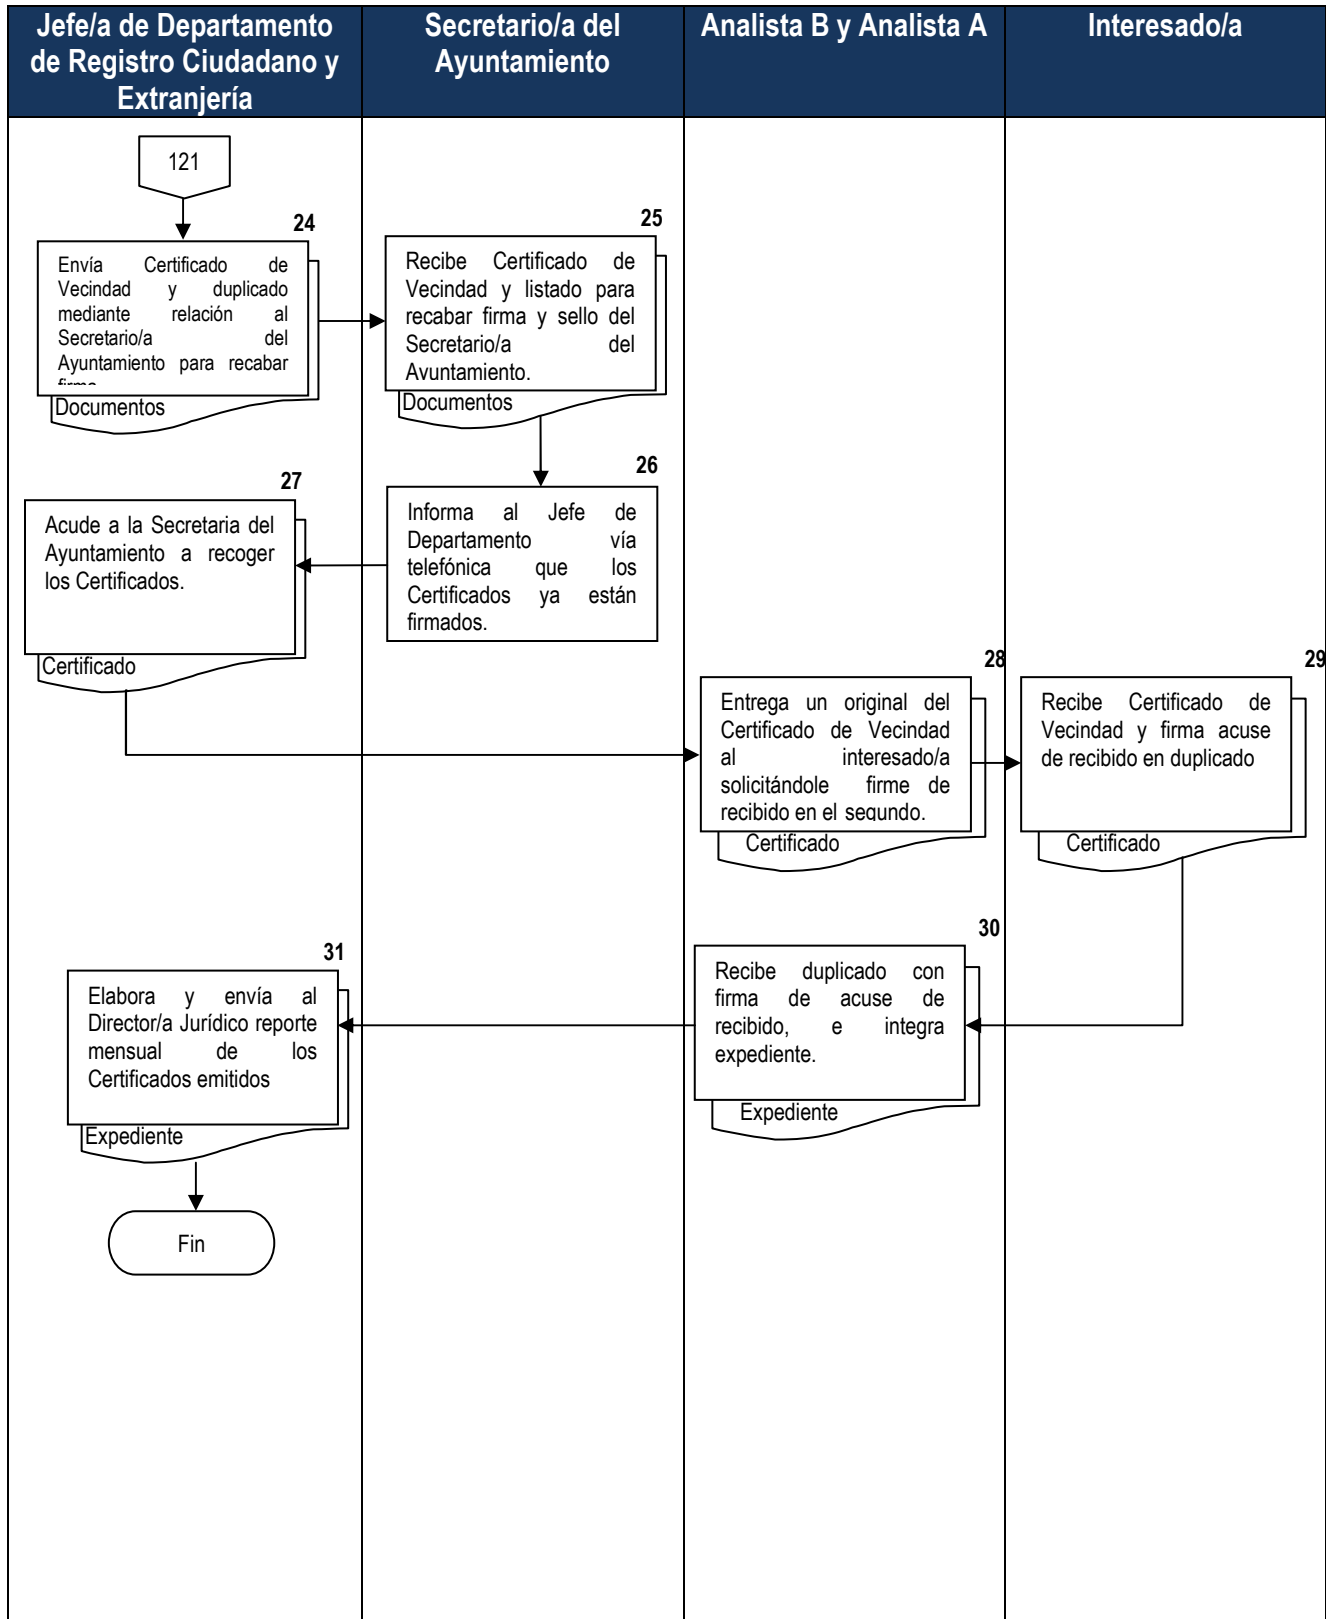 Jefe/a de Departamento
de Registro Ciudadano y
Extranjería
Secretario/a del
Ayuntamiento
Analista B y Analista A
Interesado/a
121
24
Envía Certificado de
Vecindad y duplicado
mediante relación al
Secretario/a del
Ayuntamiento para recabar
firma
Documentos
25
Recibe Certificado de
Vecindad y listado para
recabar firma y sello del
Secretario/a del
Ayuntamiento.
Documentos
26
Informa al Jefe de
Departamento vía
telefónica que los
Certificados ya están
firmados.
27
Acude a la Secretaria del
Ayuntamiento a recoger
los Certificados.
Certificado
28
Entrega un original del
Certificado de Vecindad
al interesado/a
solicitándole firme de
recibido en el segundo.
Certificado
29
Recibe Certificado de
Vecindad y firma acuse
de recibido en duplicado
Certificado
30
Recibe duplicado con
firma de acuse de
recibido, e integra
expediente.
Expediente
31
Elabora y envía al
Director/a Jurídico reporte
mensual de los
Certificados emitidos
Expediente
Fin